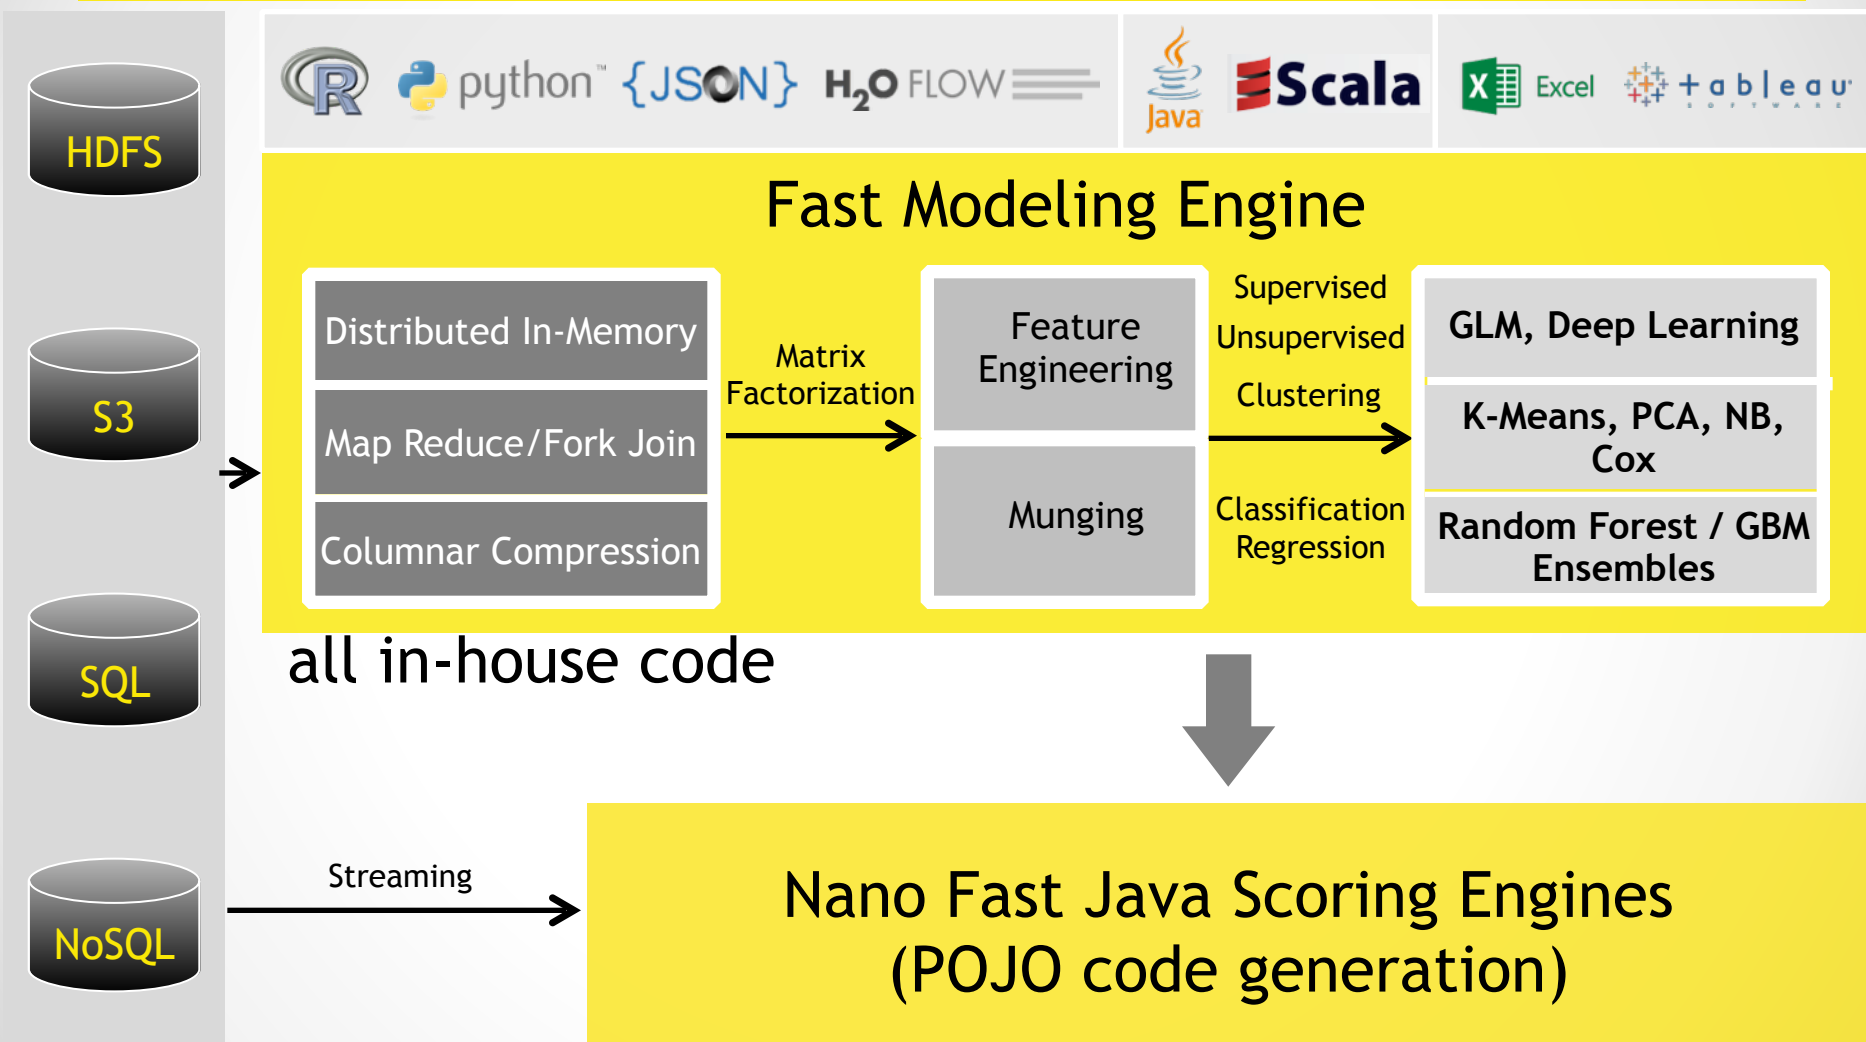 HDFS
S3
SQL
NoSQL
R
python™
{JSON}
H2O FLOW
Java
Scala
X Excel
+ a b l e a u
S O F T W A R E
Fast Modeling Engine
Distributed In-Memory
Map Reduce/Fork Join
Columnar Compression
Matrix
Factorization
Feature
Engineering
Munging
Supervised
Unsupervised
Clustering
Classification
Regression
GLM, Deep Learning
K-Means, PCA, NB,
Cox
Random Forest / GBM
Ensembles
all in-house code
Streaming
Nano Fast Java Scoring Engines
(POJO code generation)